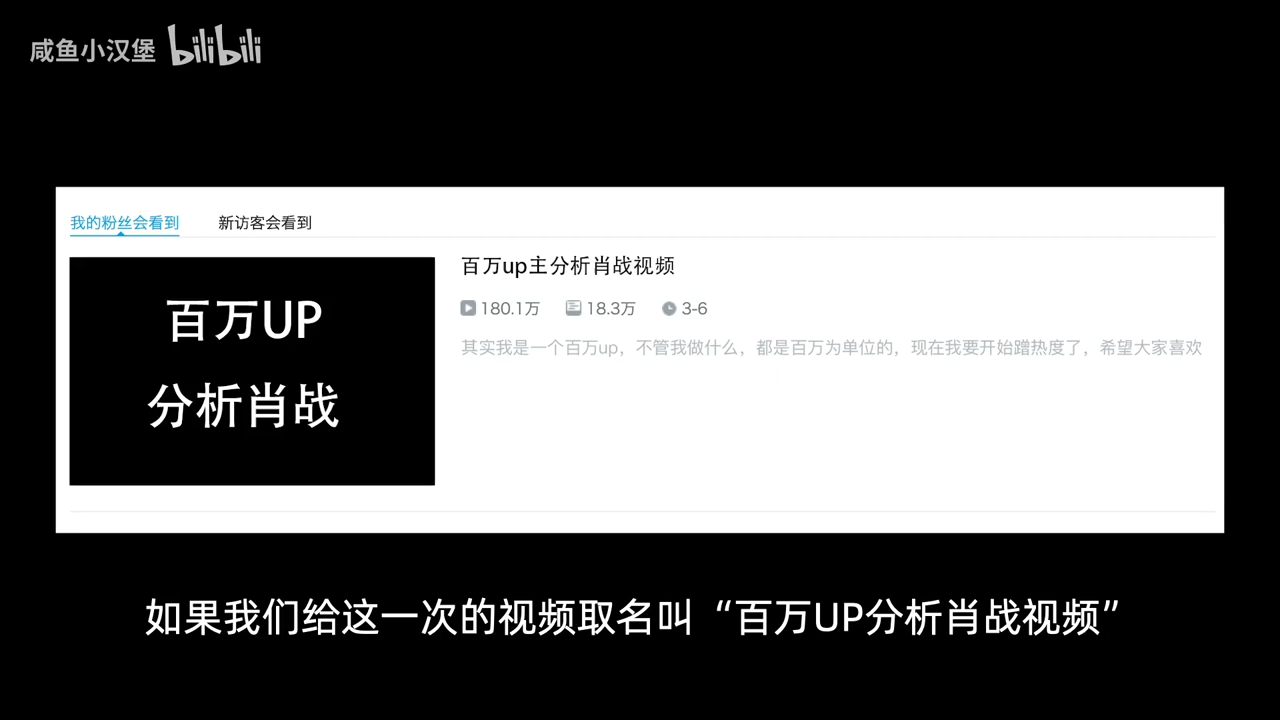 咸鱼小汉堡 bilibili
我的粉丝会看到 新访客会看到
百万UP
分析肖战
百万up主分析肖战视频
180.1万 18.3万 3-6
其实我是一个百万up，不管我做什么，都是百万为单位的，现在我要开始蹭热度了，希望大家喜欢
如果我们给这一次的视频取名叫“百万UP分析肖战视频”